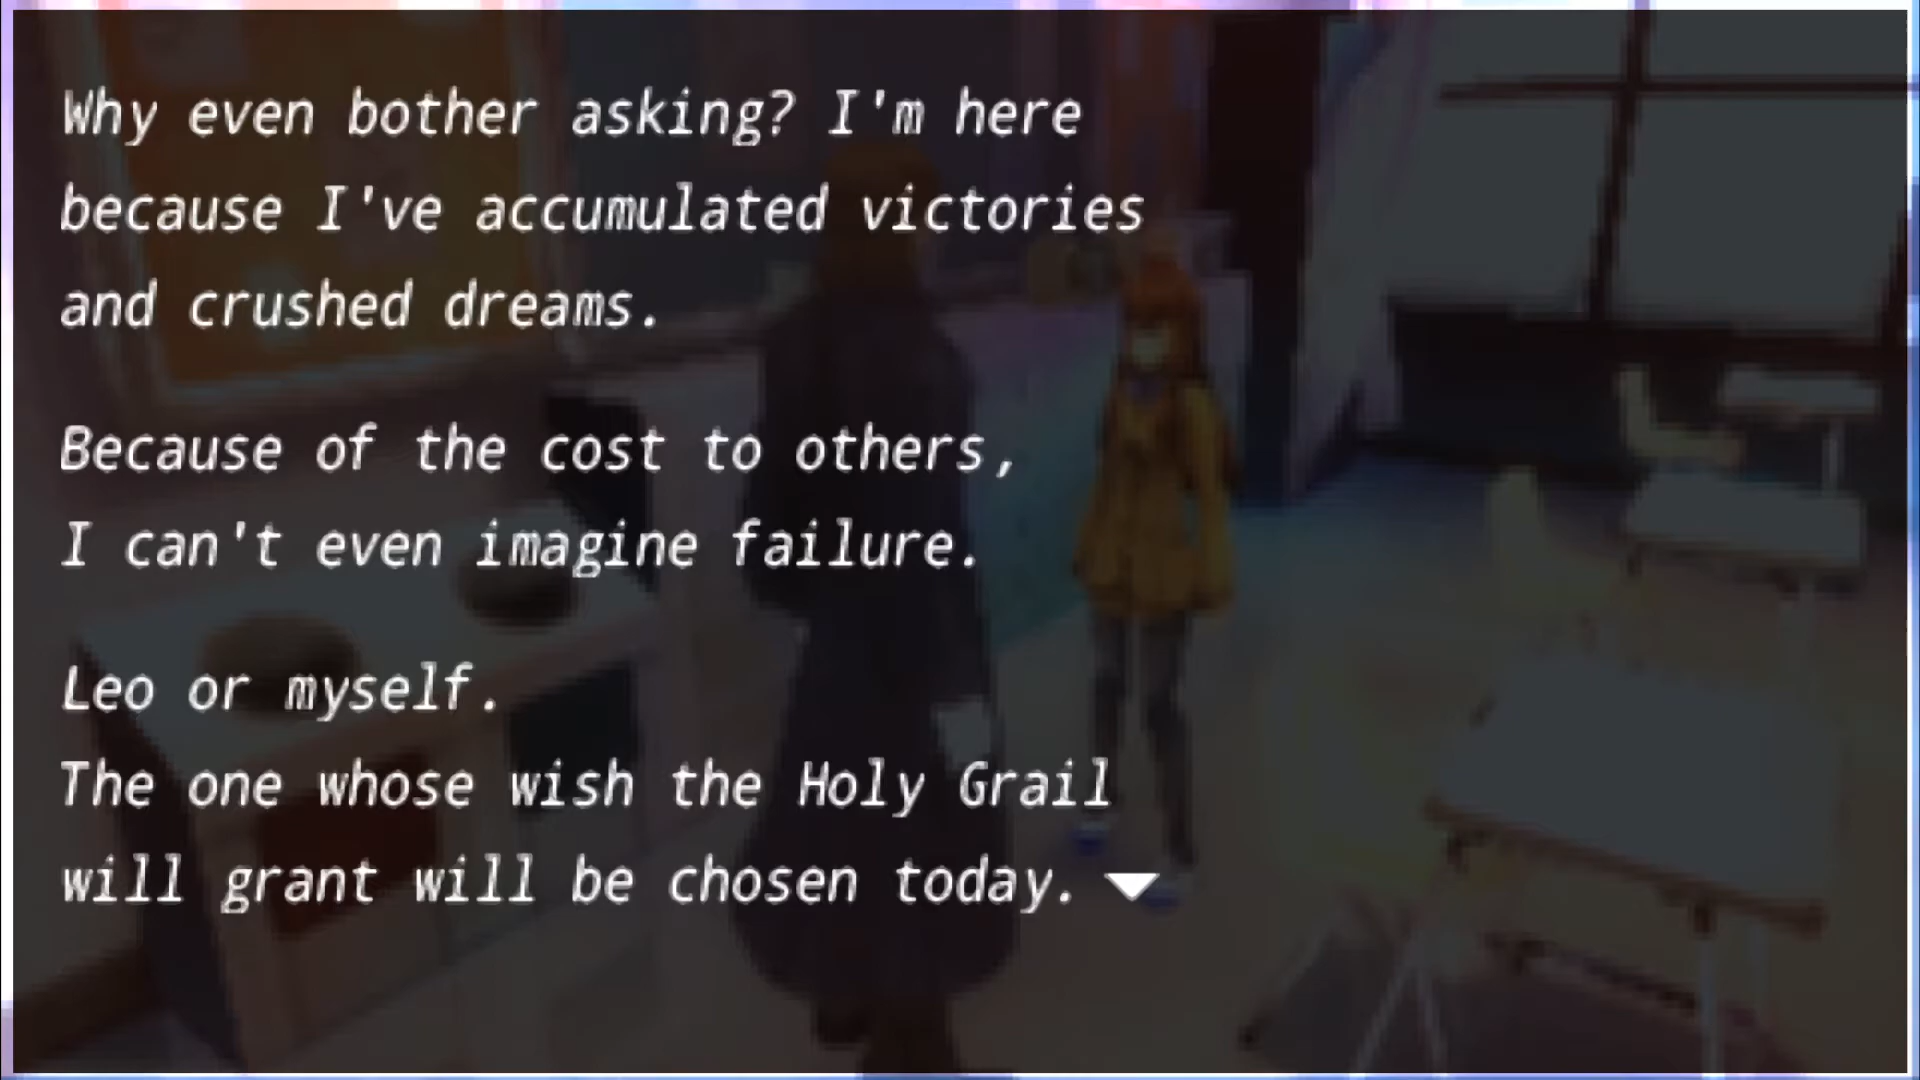 Why even bother asking? I'm here
because I've accumulated victories
and crushed dreams.
Because of the cost to others,
I can't even imagine failure.
Leo or myself.
The one whose wish the Holy Grail
will grant will be chosen today.